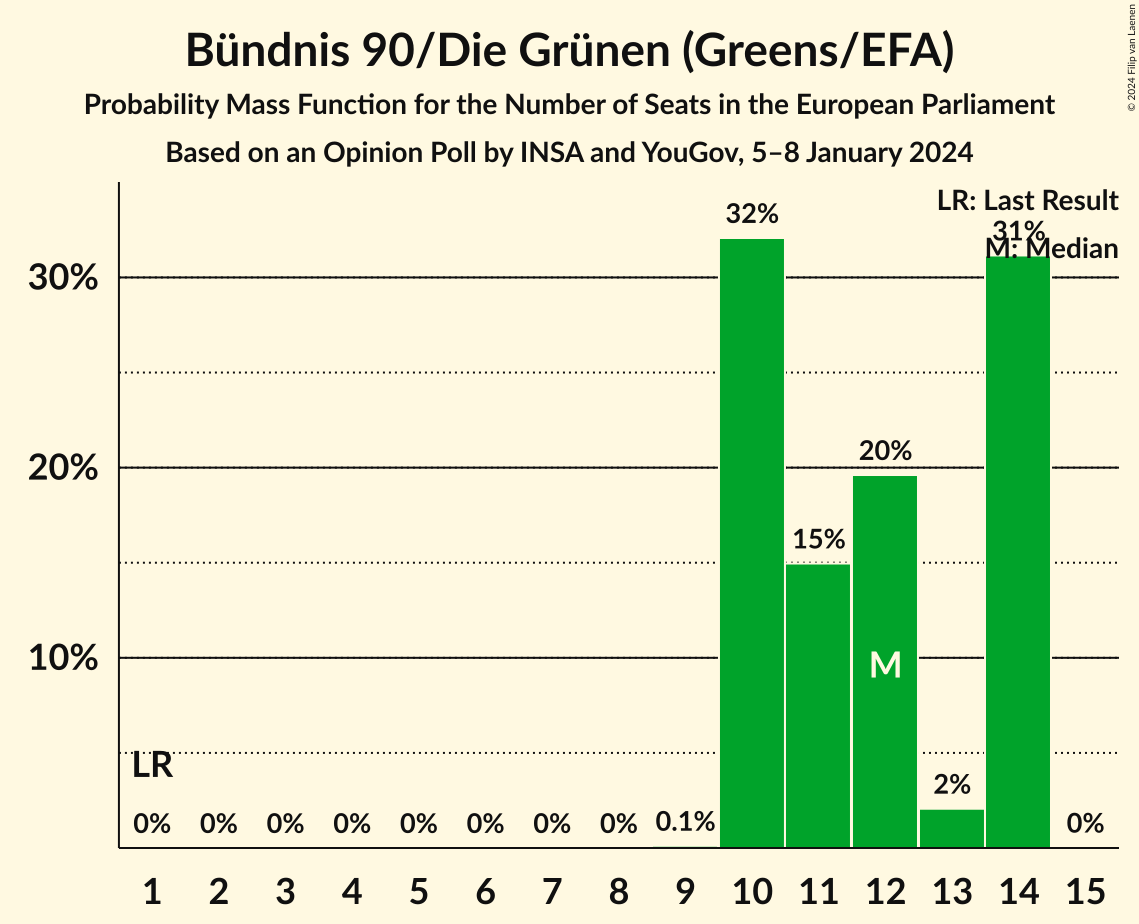 Bündnis 90/Die Grünen (Greens/EFA)
Probability Mass Function for the Number of Seats in the European Parliament
Based on an Opinion Poll by INSA and YouGov, 5–8 January 2024
© 2024 Filip van Laenen
LR: Last Result
M: Median
32%
31%
30%
20%
20%
15%
10%
M
LR
2%
0% 0% 0% 0% 0% 0% 0% 0% 0.1% 0%
1 2 3 4 5 6 7 8 9 10 11 12 13 14 15